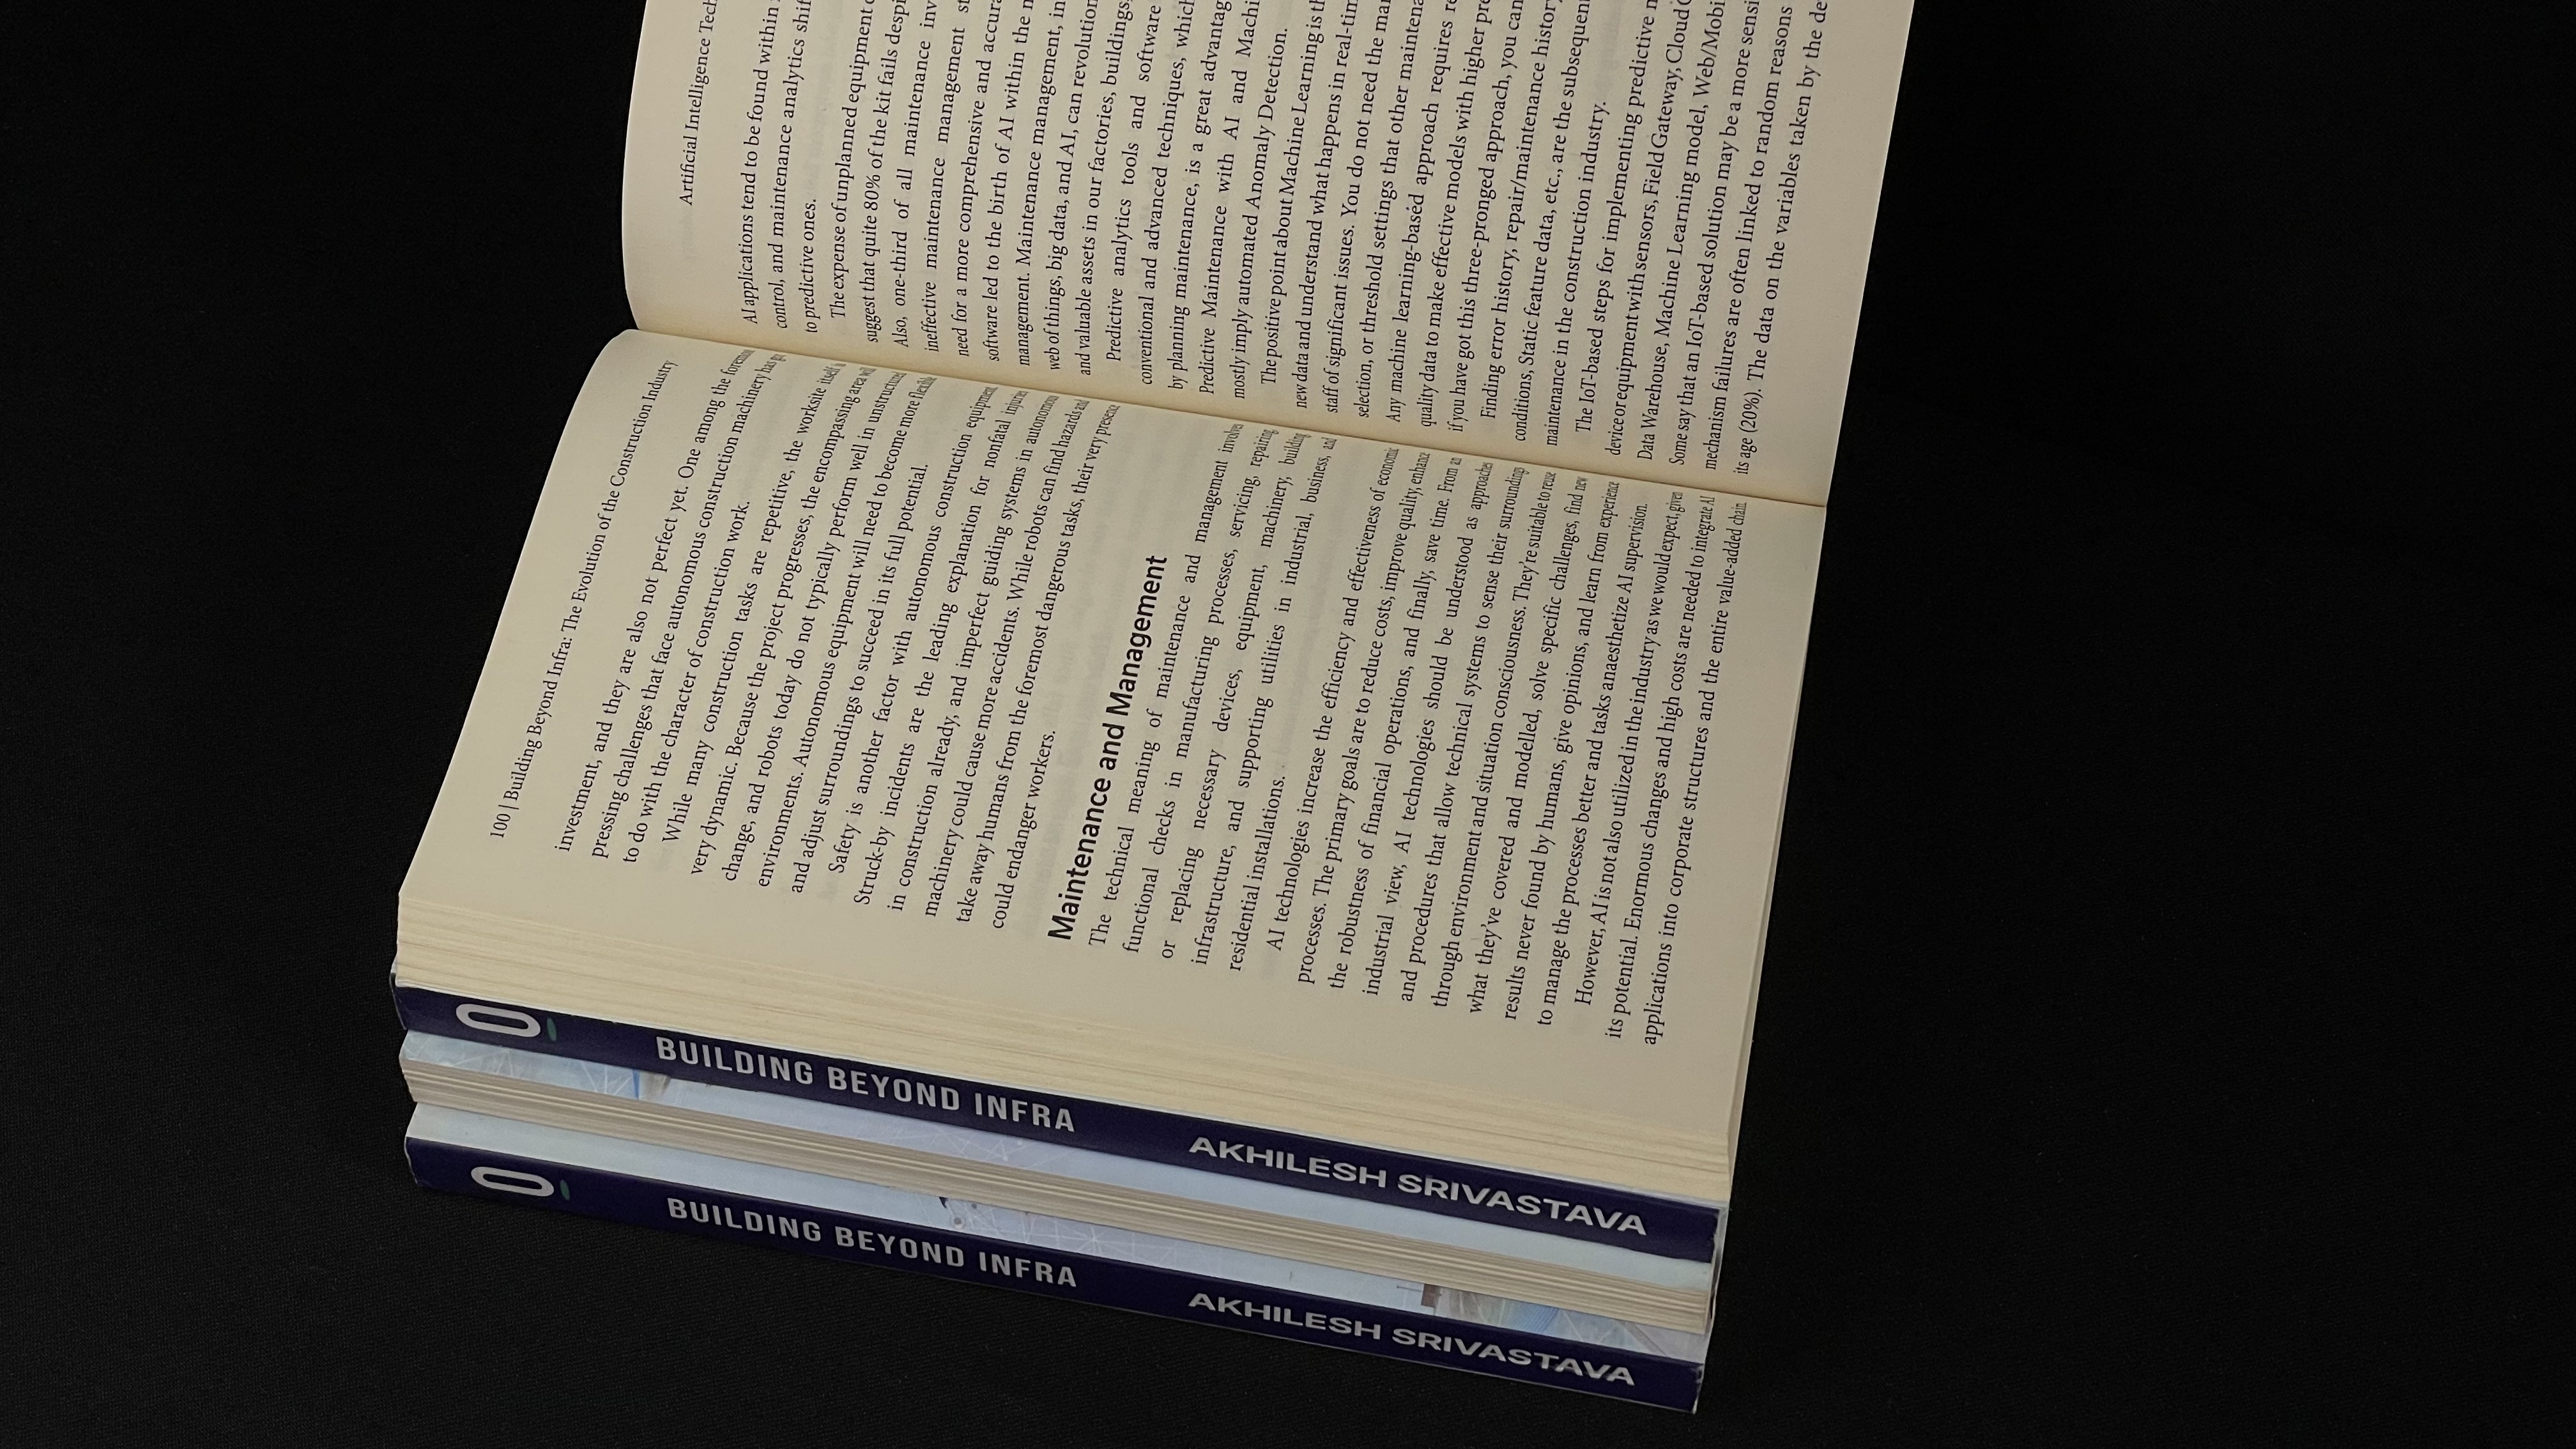 100 | Building Beyond Infra: The Evolution of the Construction Industry
investment, and they are also not perfect yet. One among the foremost
pressing challenges that face autonomous construction machinery has
to do with the character of construction work.
While many construction tasks are repetitive, the worksite itself is
very dynamic. Because the project progresses, the encompassing area will
change, and robots today do not typically perform well in unstructured
environments. Autonomous equipment will need to become more flexible
and adjust surroundings to succeed in its full potential.
Safety is another factor with autonomous construction equipment.
Struck-by incidents are the leading explanation for nonfatal injuries
in construction already, and imperfect guiding systems in autonomous
machinery could cause more accidents. While robots can find hazards and
take away humans from the foremost dangerous tasks, their very presence
could endanger workers.
Maintenance and Management
The technical meaning of maintenance and management involves
functional checks in manufacturing processes, servicing, repairing
or replacing necessary devices, equipment, machinery, building
infrastructure, and supporting utilities in industrial, business, and
residential installations.
AI technologies increase the efficiency and effectiveness of economic
processes. The primary goals are to reduce costs, improve quality, enhance
the robustness of financial operations, and finally, save time. From an
industrial view, AI technologies should be understood as approaches
and procedures that allow technical systems to sense their surroundings
through environment and situation consciousness. They're suitable to reuse
what they've covered and modelled, solve specific challenges, find new
results never found by humans, give opinions, and learn from experience
to manage the processes better and tasks anaesthetize AI supervision.
However, AI is not also utilized in the industry as we would expect, given
its potential. Enormous changes and high costs are needed to integrate AI
applications into corporate structures and the entire value-added chain.
Artificial Intelligence Tech
AI applications tend to be found within
control, and maintenance analytics shif
to predictive ones.
The expense of unplanned equipment
suggest that quite 80% of the kit fails despi
Also, one-third of all maintenance inv
ineffective maintenance management st
need for a more comprehensive and accura
software led to the birth of AI within the
management. Maintenance management, in
web of things, big data, and AI, can revolution
and valuable assets in our factories, buildings,
Predictive analytics tools and software
conventional and advanced techniques, which
by planning maintenance, is a great advantag
Predictive Maintenance with AI and Machi
mostly imply automated Anomaly Detection.
The positive point about Machine Learning is th
new data and understand what happens in real-tim
staff of significant issues. You do not need the ma
selection, or threshold settings that other maintena
Any machine learning-based approach requires re
quality data to make effective models with higher pre
if you have got this three-pronged approach, you can
Finding error history, repair/maintenance history
conditions, Static feature data, etc., are the subsequen
maintenance in the construction industry.
The IoT-based steps for implementing predictive
device or equipment with sensors, Field Gateway, Cloud
Data Warehouse, Machine Learning model, Web/Mobi
Some say that an IoT-based solution may be a more sensi
mechanism failures are often linked to random reasons
its age (20%). The data on the variables taken by the de
BUILDING BEYOND INFRA AKHILESH SRIVASTAVA
BUILDING BEYOND INFRA AKHILESH SRIVASTAVA